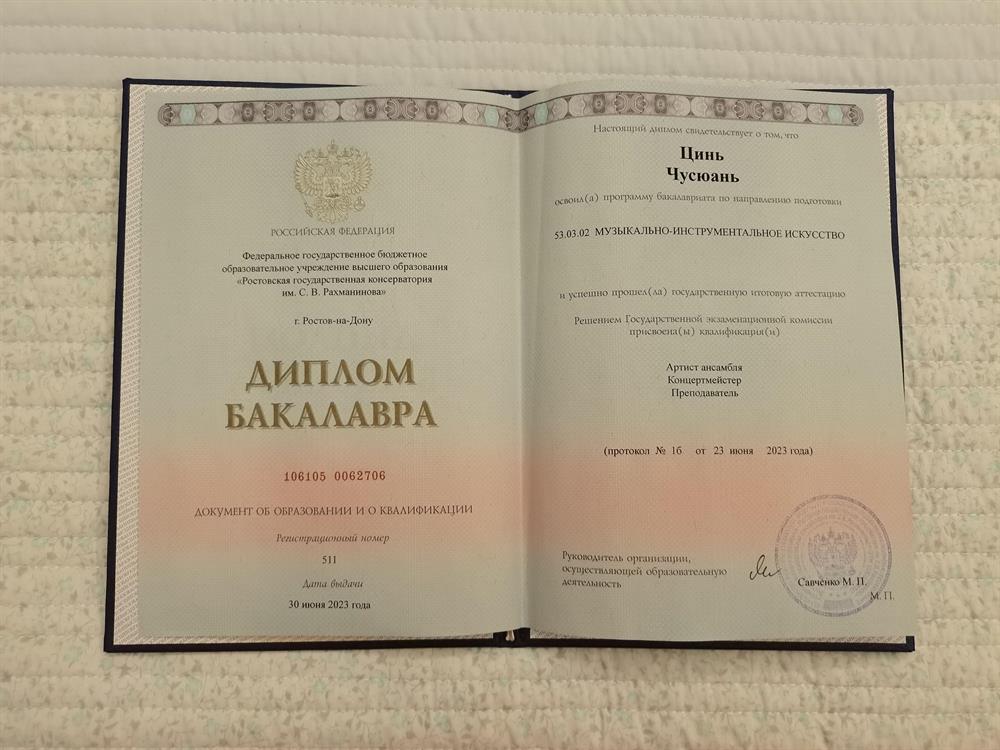 РОССИЙСКАЯ ФЕДЕРАЦИЯ
Федеральное государственное бюджетное
образовательное учреждение высшего образования
«Ростовская государственная консерватория
им. С. В. Рахманинова»
г. Ростов-на-Дону
ДИПЛОМ
БАКАЛАВРА
106105 0062706
ДОКУМЕНТ ОБ ОБРАЗОВАНИИ И О КВАЛИФИКАЦИИ
Регистрационный номер
511
Дата выдачи
30 июня 2023 года
Настоящий диплом свидетельствует о том, что
Цинь
Чусюань
освоил(а) программу бакалавриата по направлению подготовки
53.03.02 МУЗЫКАЛЬНО-ИНСТРУМЕНТАЛЬНОЕ ИСКУССТВО
и успешно прошел(ла) государственную итоговую аттестацию
Решением Государственной экзаменационной комиссии
присвоена(ы) квалификация(и)
Артист ансамбля
Концертмейстер
Преподаватель
(протокол № 1б от 23 июня 2023 года)
Руководитель организации,
осуществляющей образовательную
деятельность
Савченко М. П.
М. П.